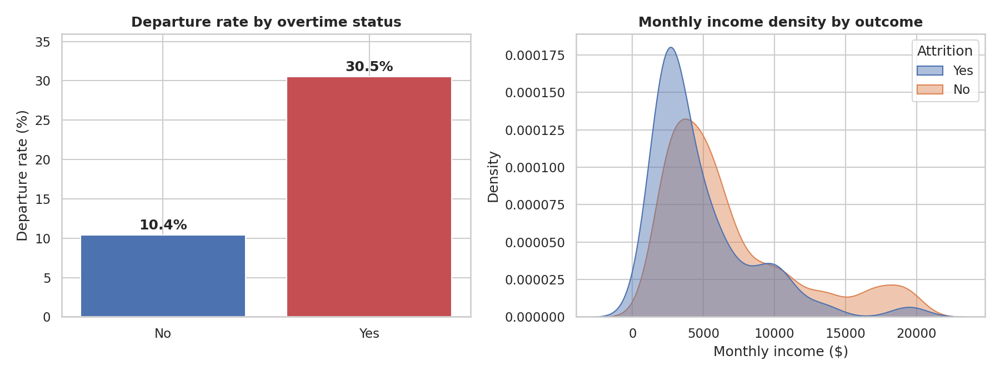 Departure rate by overtime status
Departure rate (%)
35
30
25
20
15
10
5
0
10.4%
30.5%
No
Yes
Monthly income density by outcome
Density
0.000175
0.000150
0.000125
0.000100
0.000075
0.000050
0.000025
0.000000
Attrition
Yes
No
0
5000
10000
15000
20000
Monthly income ($)